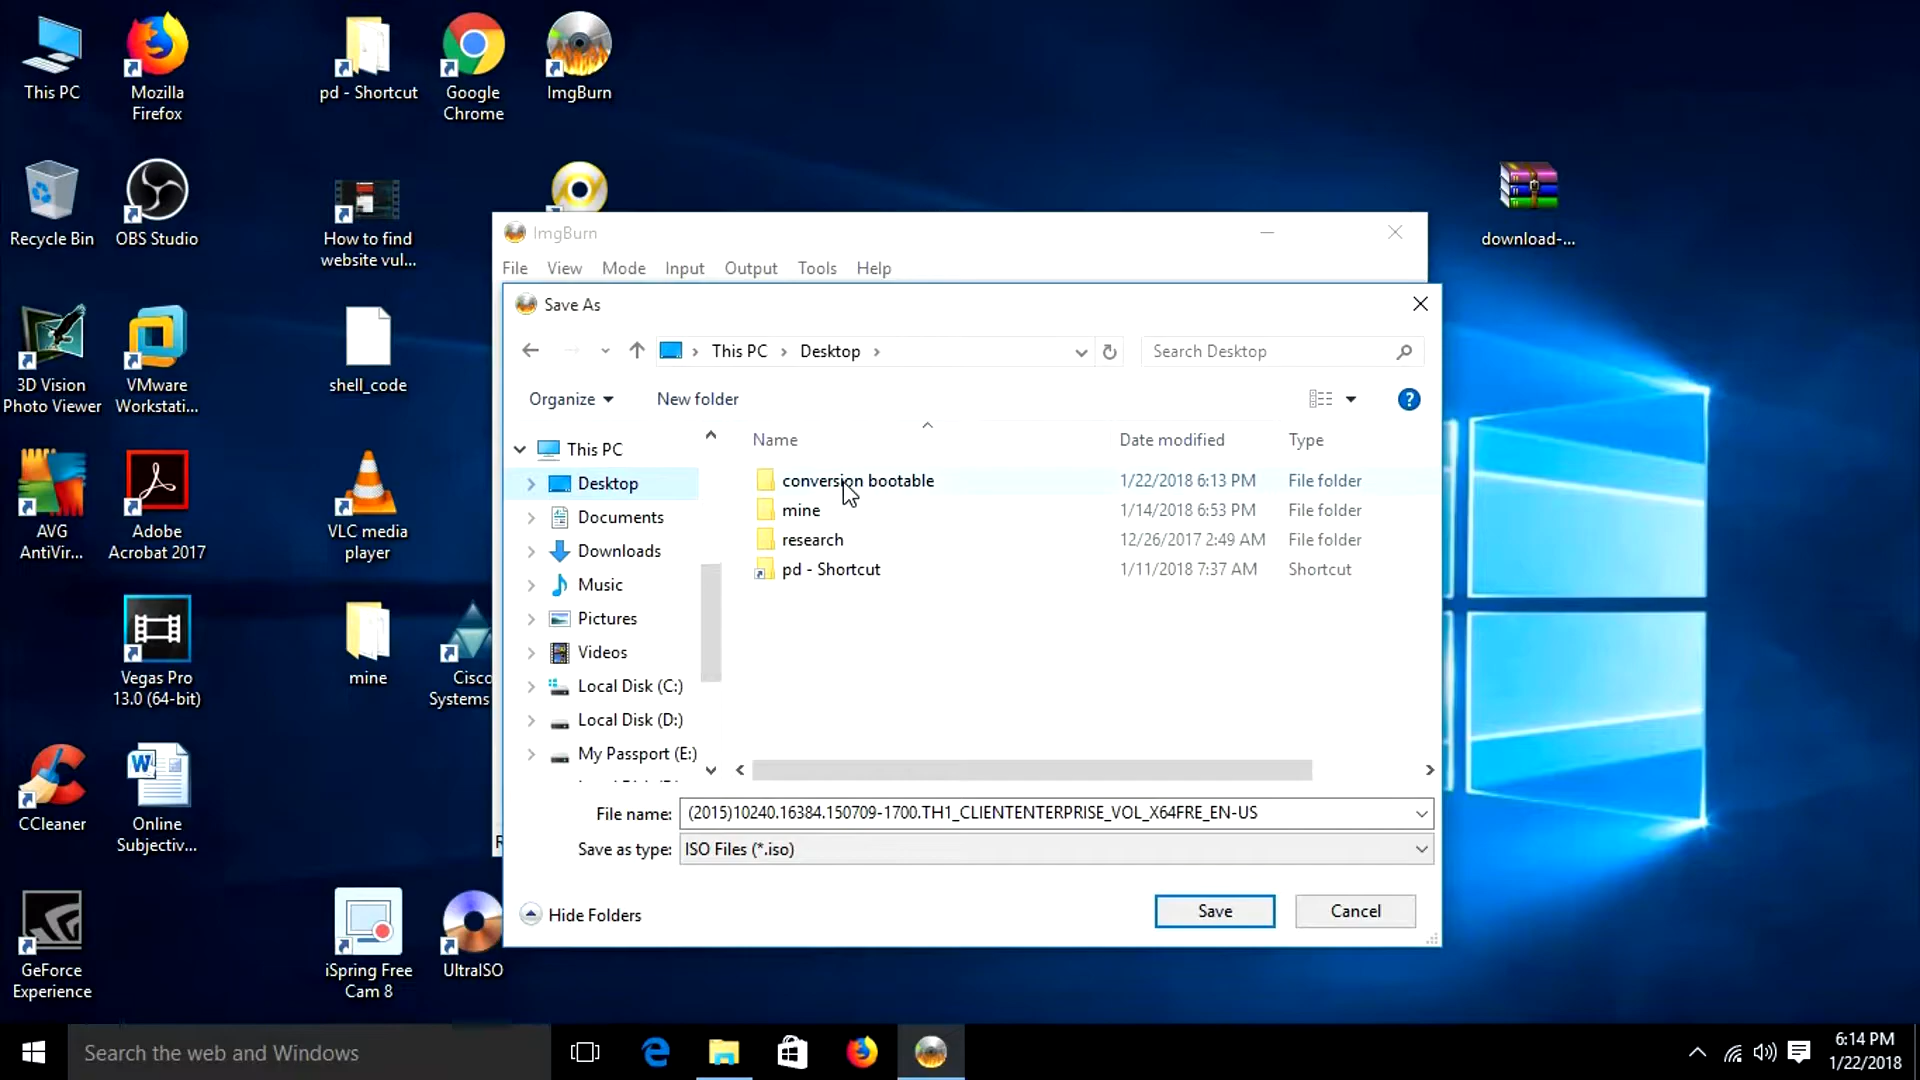 This PC
Mozilla
Firefox
pd - Shortcut
Google
Chrome
ImgBurn
Recycle Bin
OBS Studio
How to find
website vul...
download-...
3D Vision
Photo Viewer
VMware
Workstati...
shell_code
AVG
AntiVir...
Adobe
Acrobat 2017
VLC media
player
Vegas Pro
13.0 (64-bit)
mine
Cisco
Systems
CCleaner
Online
Subjectiv...
GeForce
Experience
iSpring Free
Cam 8
UltraISO
ImgBurn
File View Mode Input Output Tools Help
Save As
This PC > Desktop >
Search Desktop
Organize New folder
This PC
Desktop
Documents
Downloads
Music
Pictures
Videos
Local Disk (C:)
Local Disk (D:)
My Passport (E:)
Name Date modified Type
conversion bootable 1/22/2018 6:13 PM File folder
mine 1/14/2018 6:53 PM File folder
research 12/26/2017 2:49 AM File folder
pd - Shortcut 1/11/2018 7:37 AM Shortcut
File name: (2015)10240.16384.150709-1700.TH1_CLIENTENTERPRISE_VOL_X64FRE_EN-US
Save as type: ISO Files (*.iso)
Hide Folders
Save Cancel
Search the web and Windows
6:14 PM
1/22/2018